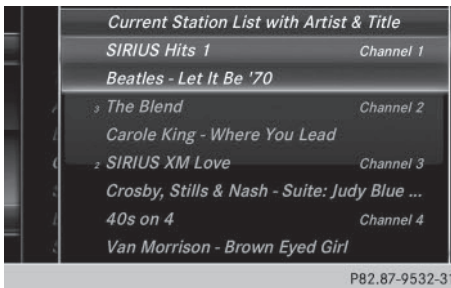 Current Station List with Artist & Title
SIRIUS Hits 1 Channel 1
Beatles - Let It Be '70
3 The Blend Channel 2
Carole King - Where You Lead
2 SIRIUS XM Love Channel 3
Crosby, Stills & Nash - Suite: Judy Blue ...
40s on 4 Channel 4
Van Morrison - Brown Eyed Girl
P82.87-9532-31